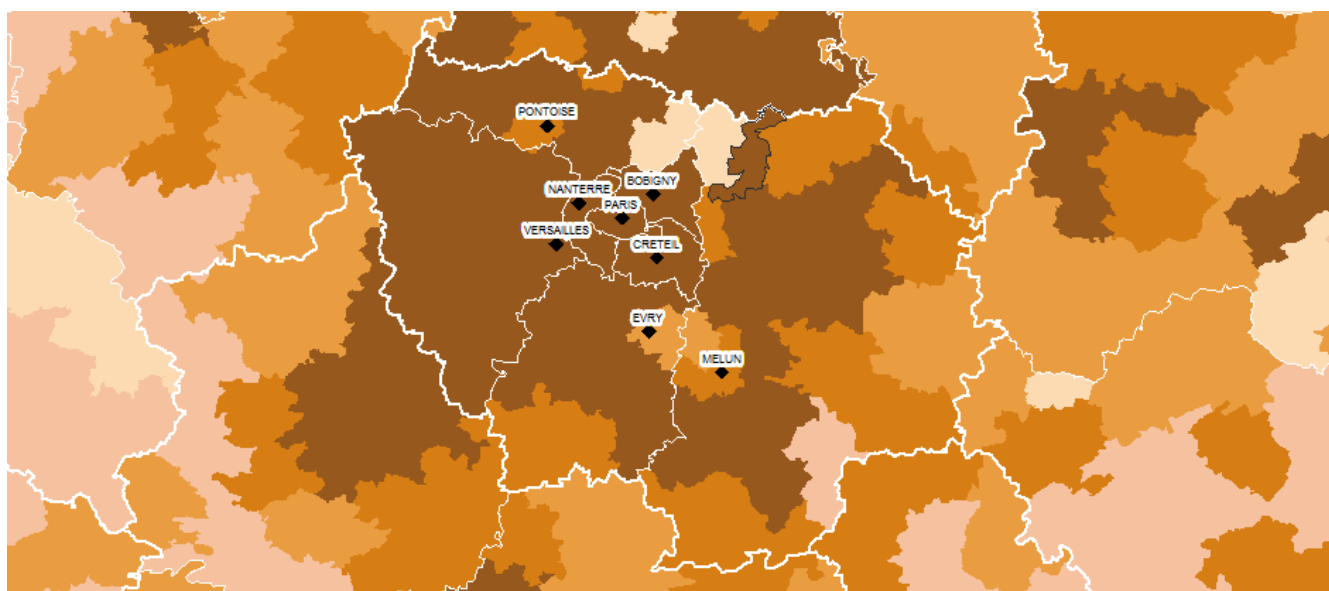 PONTOISE
BOBIGNY
NANTERRE
PARIS
VERSAILLES
CRETEIL
EVRY
MELUN